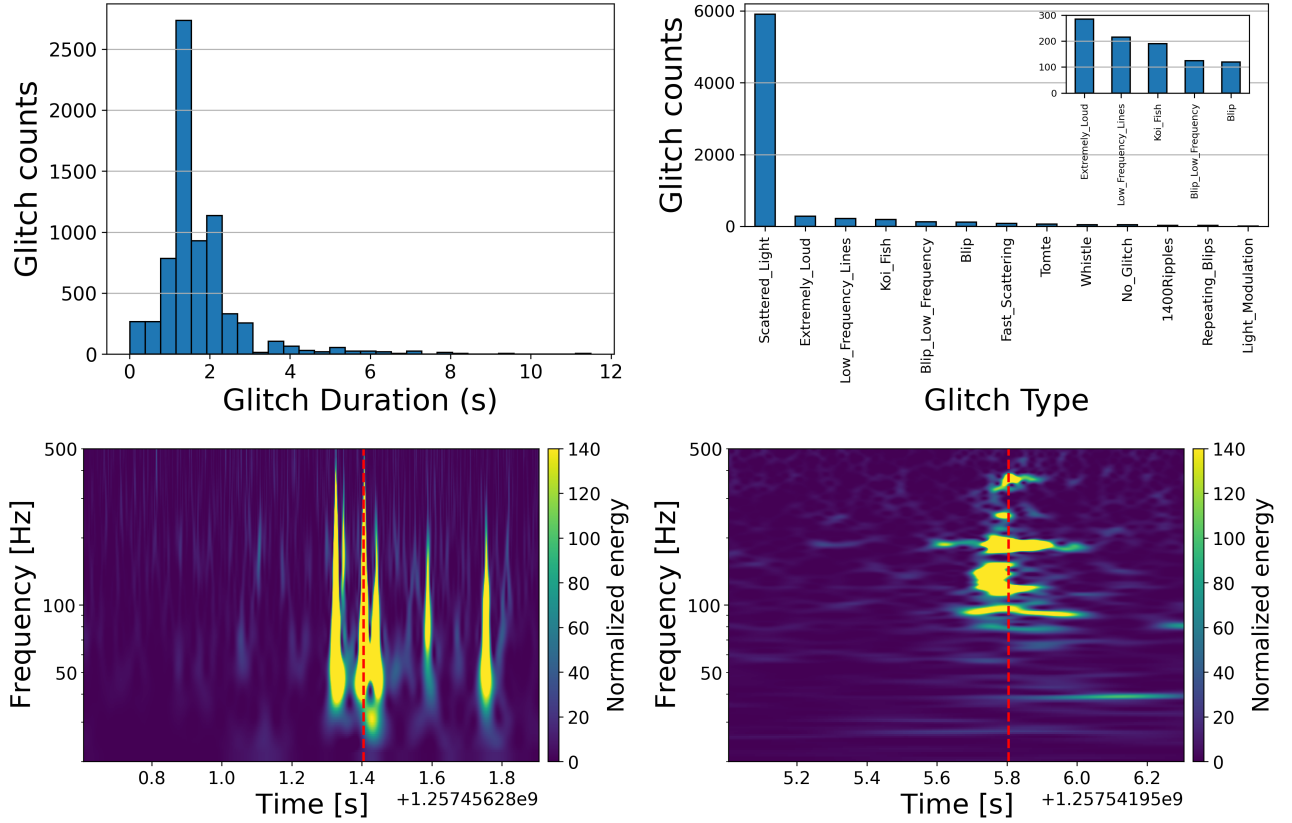 Glitch counts
2500
2000
1500
1000
500
0
0 2 4 6 8 10 12
Glitch Duration (s)
Glitch counts
6000
4000
2000
0
300
200
100
0
Extremely_Loud
Low_Frequency_Lines
Koi_Fish
Blip_Low_Frequency
Blip
Scattered_Light
Extremely_Loud
Low_Frequency_Lines
Koi_Fish
Blip_Low_Frequency
Blip
Fast_Scattering
Tomte
Whistle
No_Glitch
1400Ripples
Repeating_Blips
Light_Modulation
Glitch Type
Frequency [Hz]
500
100
50
0.8 1.0 1.2 1.4 1.6 1.8
Time [s]
+1.25745628e9
140
120
100
80
60
40
20
0
Normalized energy
Frequency [Hz]
500
100
50
5.2 5.4 5.6 5.8 6.0 6.2
Time [s]
+1.25754195e9
140
120
100
80
60
40
20
0
Normalized energy